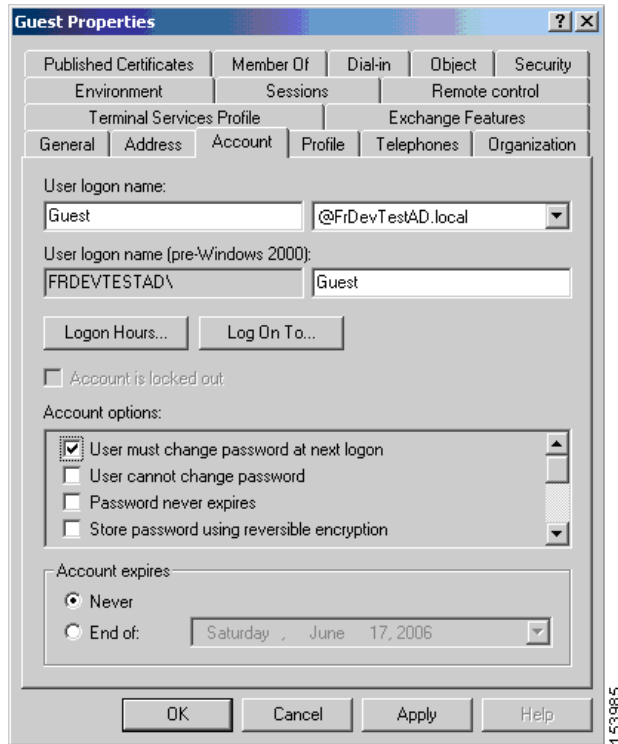 Guest Properties
Published Certificates Member Of Dial-in Object Security
Environment Sessions Remote control
Terminal Services Profile Exchange Features
General Address Account Profile Telephones Organization
User logon name:
Guest @FrDevTestAD.local
User logon name (pre-Windows 2000):
FRDEVTESTAD\ Guest
Logon Hours... Log On To...
Account is locked out
Account options:
User must change password at next logon
User cannot change password
Password never expires
Store password using reversible encryption
Account expires
Never
End of: Saturday , June 17, 2006
OK Cancel Apply Help
153985